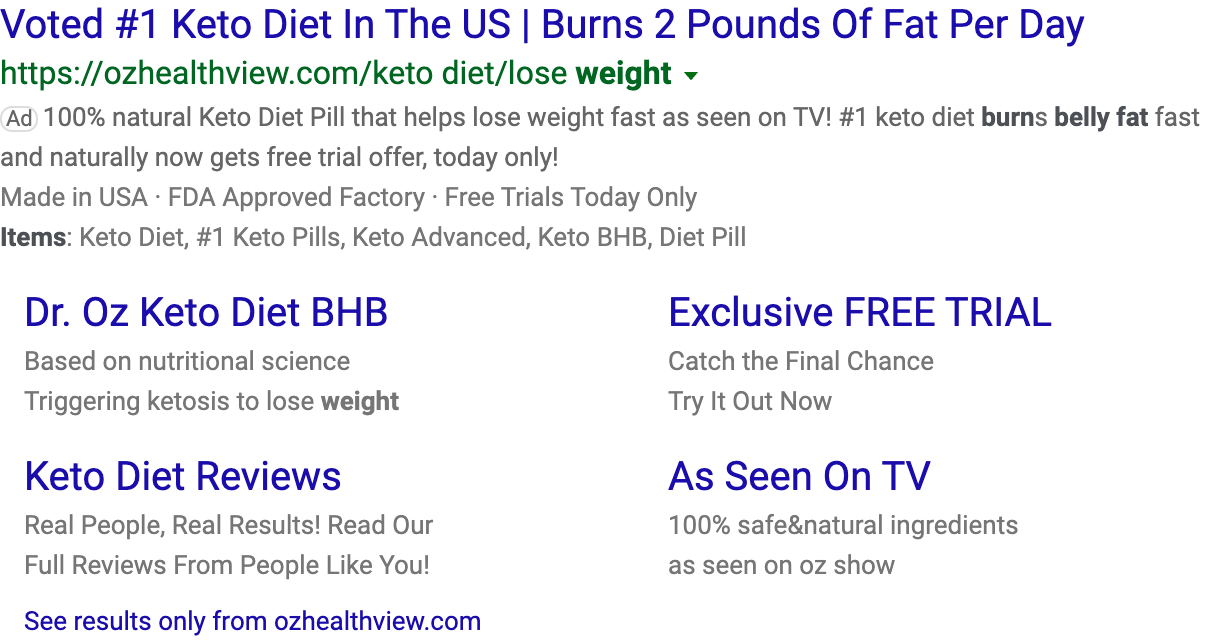 Voted #1 Keto Diet In The US | Burns 2 Pounds Of Fat Per Day
https://ozhealthview.com/keto diet/lose weight
Ad 100% natural Keto Diet Pill that helps lose weight fast as seen on TV! #1 keto diet burns belly fat fast
and naturally now gets free trial offer, today only!
Made in USA · FDA Approved Factory · Free Trials Today Only
Items: Keto Diet, #1 Keto Pills, Keto Advanced, Keto BHB, Diet Pill
Dr. Oz Keto Diet BHB
Based on nutritional science
Triggering ketosis to lose weight
Exclusive FREE TRIAL
Catch the Final Chance
Try It Out Now
Keto Diet Reviews
Real People, Real Results! Read Our
Full Reviews From People Like You!
As Seen On TV
100% safe&natural ingredients
as seen on oz show
See results only from ozhealthview.com